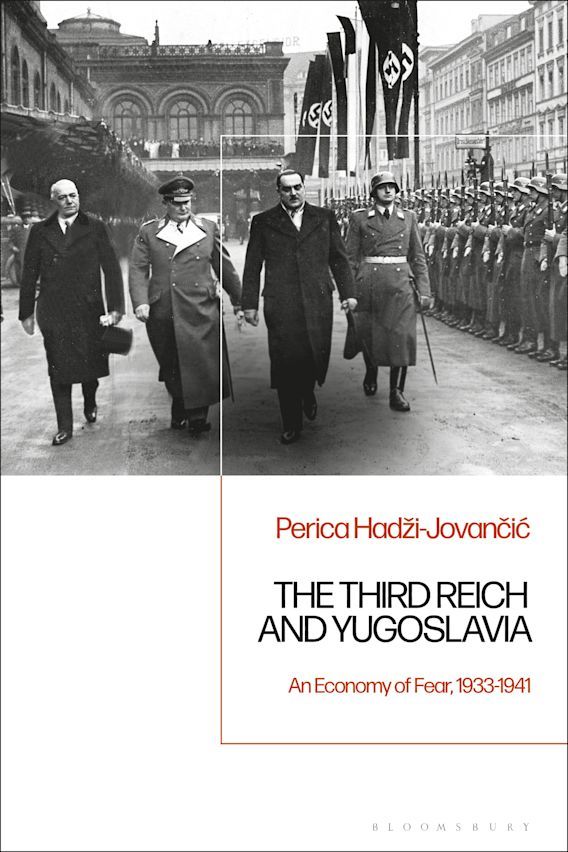 Perica Hadži-Jovančić
THE THIRD REICH
AND YUGOSLAVIA
An Economy of Fear, 1933-1941
BLOOMSBURY